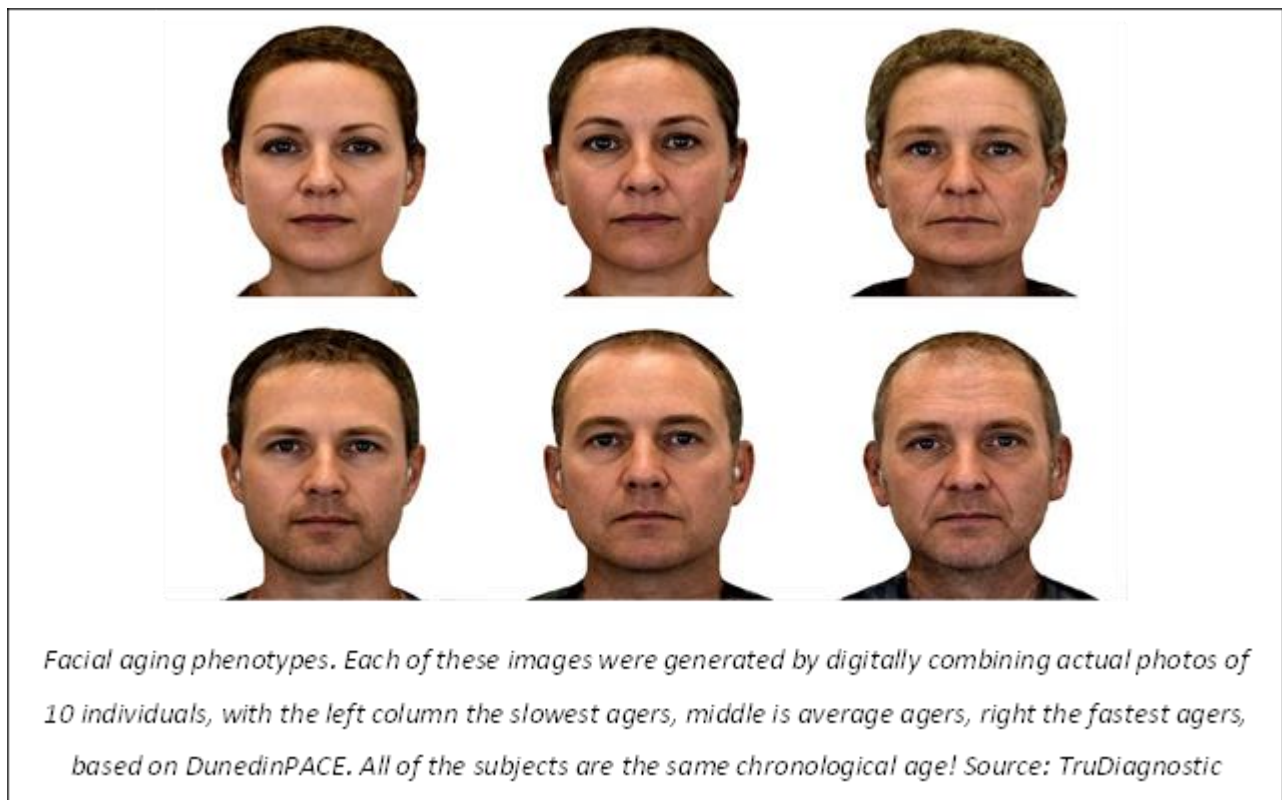 Facial aging phenotypes. Each of these images were generated by digitally combining actual photos of
10 individuals, with the left column the slowest agers, middle is average agers, right the fastest agers,
based on DunedinPACE. All of the subjects are the same chronological age! Source: TruDiagnostic